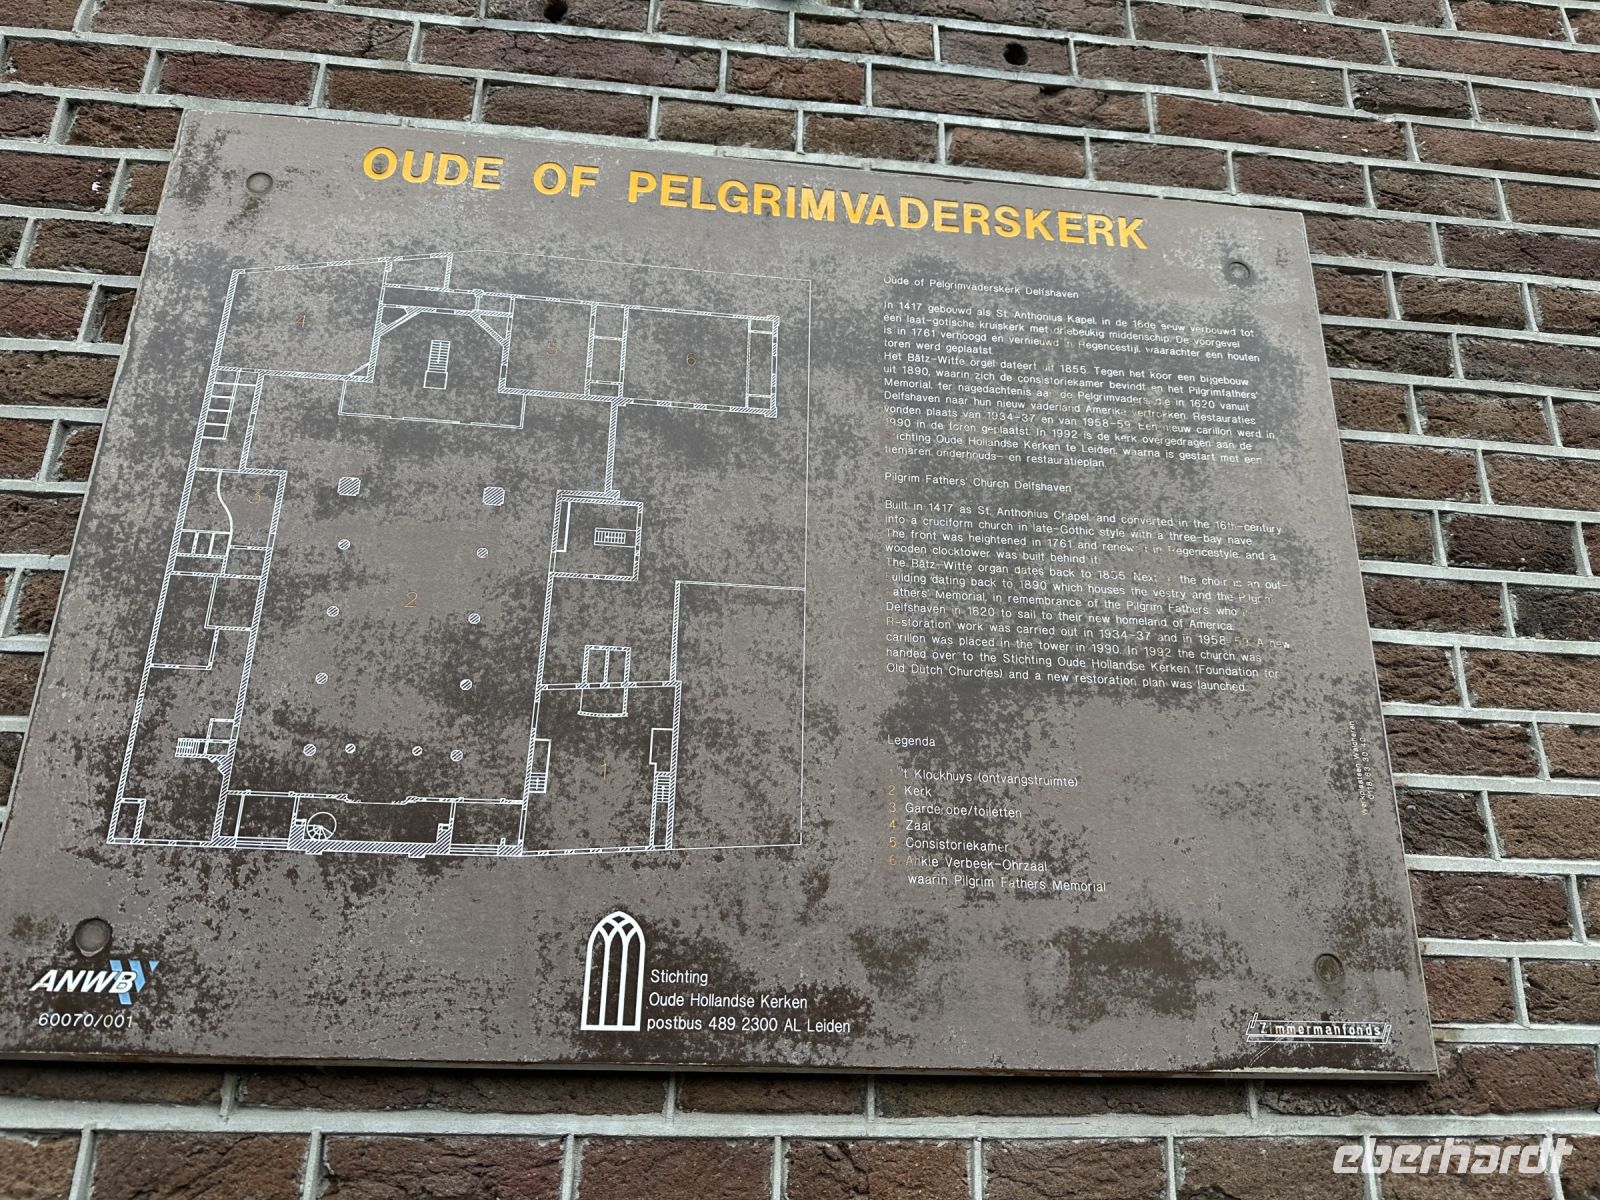 OUDE OF PELGRIMVADERSKERK
Oude of Pelgrimvaderskerk Delfshaven
In 1417 gebouwd als St. Anthonius Kapel, in de 16de eeuw verbouwd tot
een laat-gotische kruiskerk met driebeukig middenschip. De voorgevel
is in 1761 verhoogd en vernieuwd in Regencestijl, waarachter een houten
toren werd geplaatst.
Het Bätz-Witte orgel dateert uit 1855. Tegen het koor een bijgebouw
uit 1890, waarin zich de consistoriekamer bevindt en het Pilgrimfathers'
Memorial, ter nagedachtenis aan de Pelgrimvaders, die in 1620 vanuit
Delfshaven naar hun nieuw vaderland Amerika vertrokken. Restauraties
vonden plaats van 1934-37 en van 1958-59. Een nieuw carillon werd in
1990 in de toren geplaatst. In 1992 is de kerk overgedragen aan de
Stichting Oude Hollandse Kerken te Leiden, waarna is gestart met een
tienjaren onderhouds- en restauratieplan.
Pilgrim Fathers' Church Delfshaven
Built in 1417 as St. Anthonius Chapel, and converted in the 16th-century
into a cruciform church in late-Gothic style with a three-bay nave.
The front was heightened in 1761 and renewed in Regencestyle, and a
wooden clocktower was built behind it.
The Bätz-Witte organ dates back to 1855. Next to the choir is an out-
building dating back to 1890 which houses the vestry and the Pilgrim
Fathers' Memorial, in remembrance of the Pilgrim Fathers, who
Delfshaven in 1620 to sail to their new homeland of America.
Restoration work was carried out in 1934-37 and in 1958-59. A new
carillon was placed in the tower in 1990. In 1992 the church was
handed over to the Stichting Oude Hollandse Kerken (Foundation for
Old Dutch Churches) and a new restoration plan was launched.
Legenda
1 't Klockhuys (ontvangstruimte)
2 Kerk
3 Garderobe/toiletten
4 Zaal
5 Consistoriekamer
6 Ankie Verbeek-Ohrzaal
waarin Pilgrim Fathers Memorial
4
5
6
3
2
1
ANWB
60070/001
Stichting
Oude Hollandse Kerken
postbus 489 2300 AL Leiden
Zimmermanfonds
eberhardt